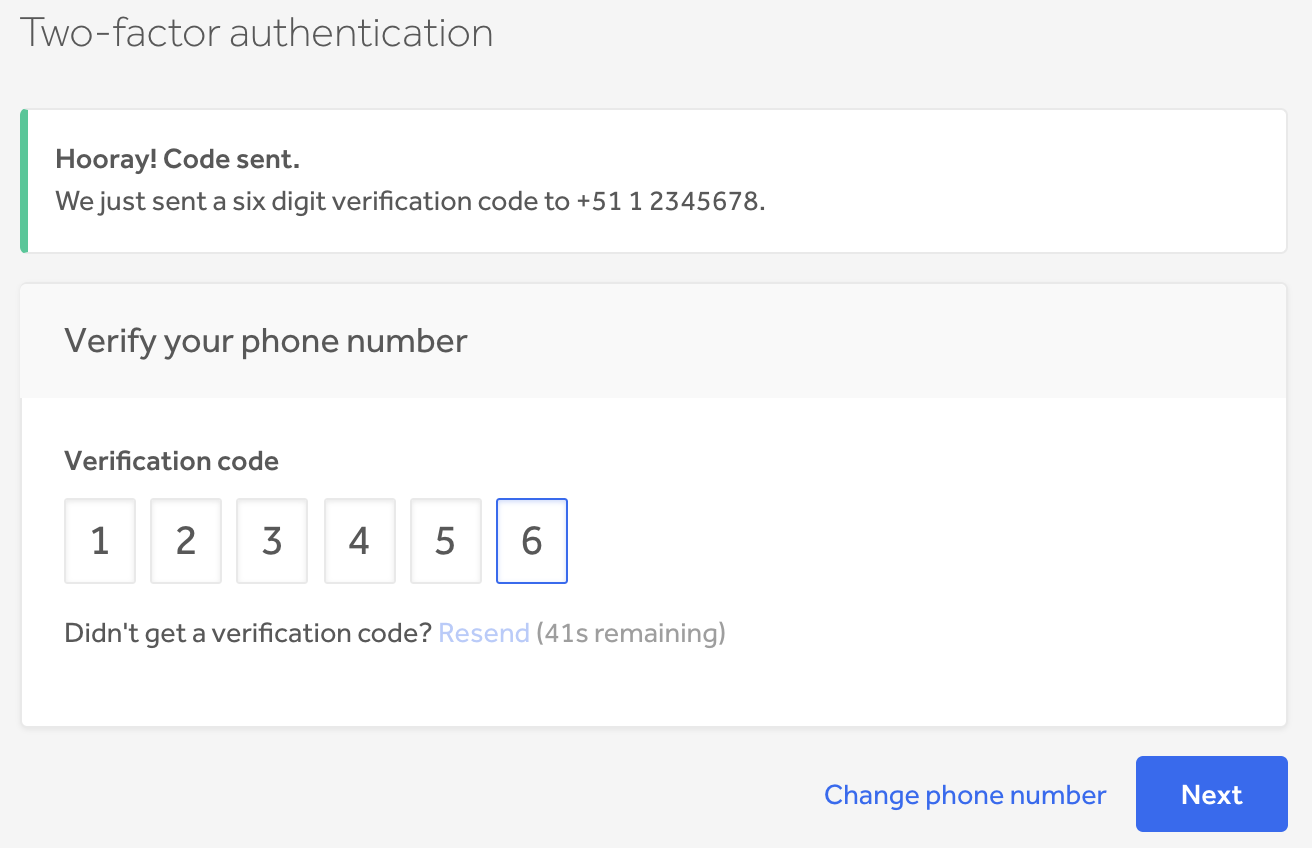 Two-factor authentication
Hooray! Code sent.
We just sent a six digit verification code to +51 1 2345678.
Verify your phone number
Verification code
1 2 3 4 5 6
Didn't get a verification code? Resend (41s remaining)
Change phone number Next